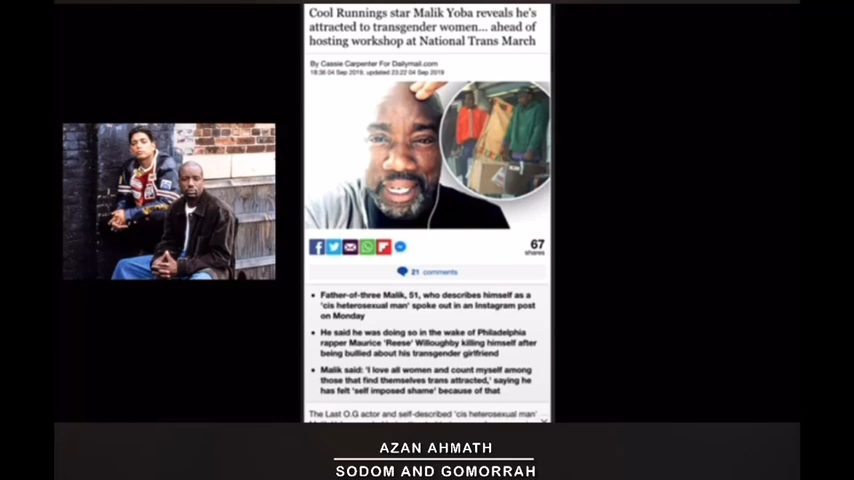 Cool Runnings star Malik Yoba reveals he's
attracted to transgender women... ahead of
hosting workshop at National Trans March
By Cassie Carpenter For Dailymail.com
18:36 04 Sep 2019, updated 23:22 04 Sep 2019
67
shares
21 comments
• Father-of-three Malik, 51, who describes himself as a
'cis heterosexual man' spoke out in an Instagram post
on Monday
• He said he was doing so in the wake of Philadelphia
rapper Maurice 'Reese' Willoughby killing himself after
being bullied about his transgender girlfriend
• Malik said: 'I love all women and count myself among
those that find themselves trans attracted,' saying he
has felt 'self imposed shame' because of that
The Last O.G actor and self-described 'cis heterosexual man'
AZAN AHMATH
SODOM AND GOMORRAH